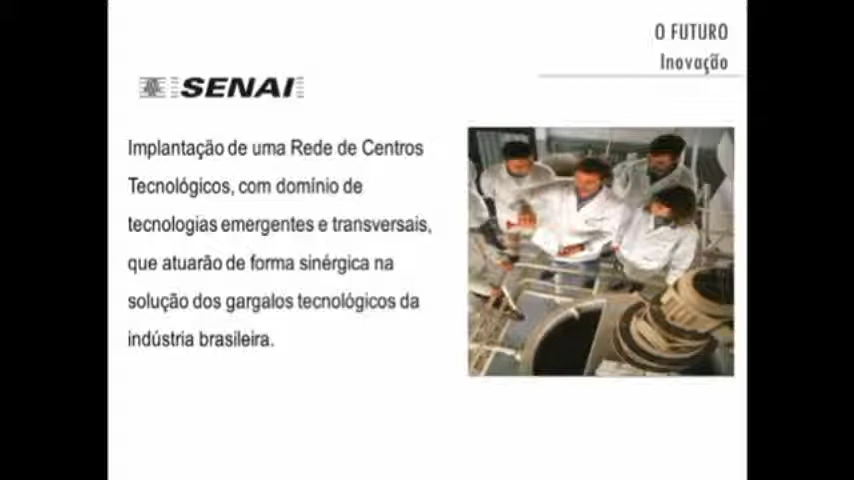 O FUTURO
Inovação
SENAI
Implantação de uma Rede de Centros
Tecnológicos, com domínio de
tecnologias emergentes e transversais,
que atuarão de forma sinérgica na
solução dos gargalos tecnológicos da
indústria brasileira.